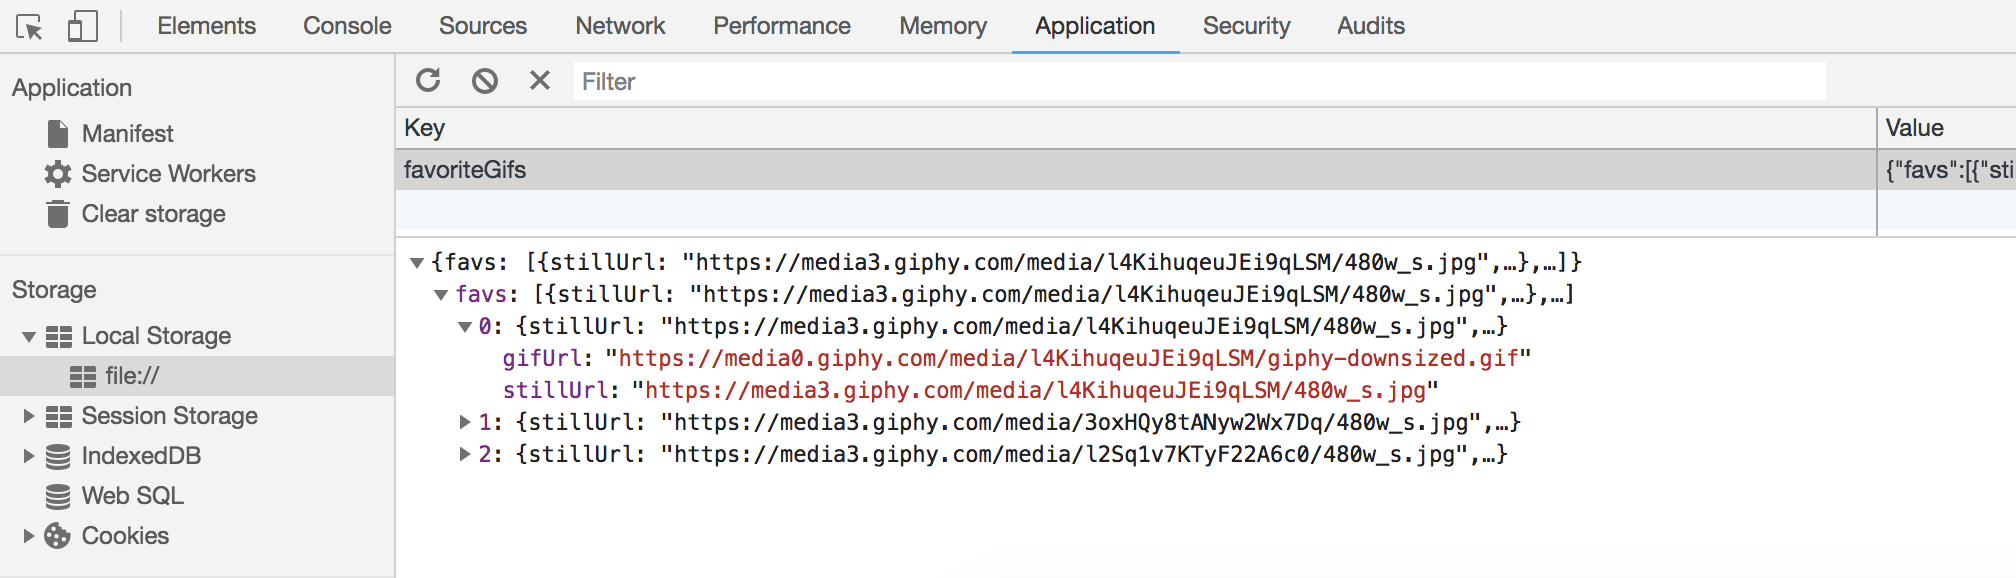 Elements Console Sources Network Performance Memory Application Security Audits
Application
Manifest
Service Workers
Clear storage
Storage
Local Storage
file://
Session Storage
IndexedDB
Web SQL
Cookies
Filter
Key Value
favoriteGifs {"favs":[{"sti
{favs: [{stillUrl: "https://media3.giphy.com/media/l4KihuqeuJEi9qLSM/480w_s.jpg",…},…]}
favs: [{stillUrl: "https://media3.giphy.com/media/l4KihuqeuJEi9qLSM/480w_s.jpg",…},…]
0: {stillUrl: "https://media3.giphy.com/media/l4KihuqeuJEi9qLSM/480w_s.jpg",…}
gifUrl: "https://media0.giphy.com/media/l4KihuqeuJEi9qLSM/giphy-downsized.gif"
stillUrl: "https://media3.giphy.com/media/l4KihuqeuJEi9qLSM/480w_s.jpg"
1: {stillUrl: "https://media3.giphy.com/media/3oxHQy8tANyw2Wx7Dq/480w_s.jpg",…}
2: {stillUrl: "https://media3.giphy.com/media/l2Sq1v7KTyF22A6c0/480w_s.jpg",…}